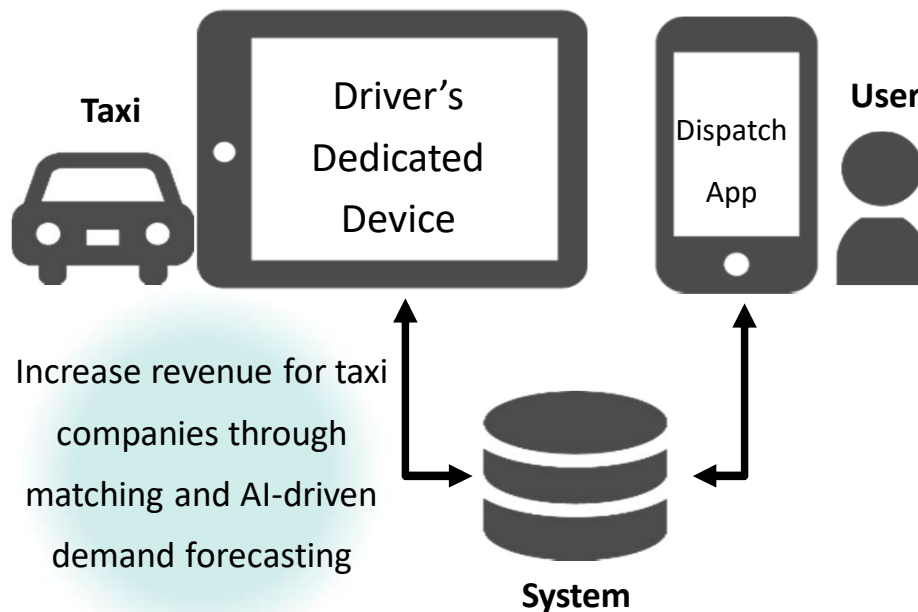 Taxi
Driver's
Dedicated
Device
Dispatch
App
User
Increase revenue for taxi
companies through
matching and AI-driven
demand forecasting
System